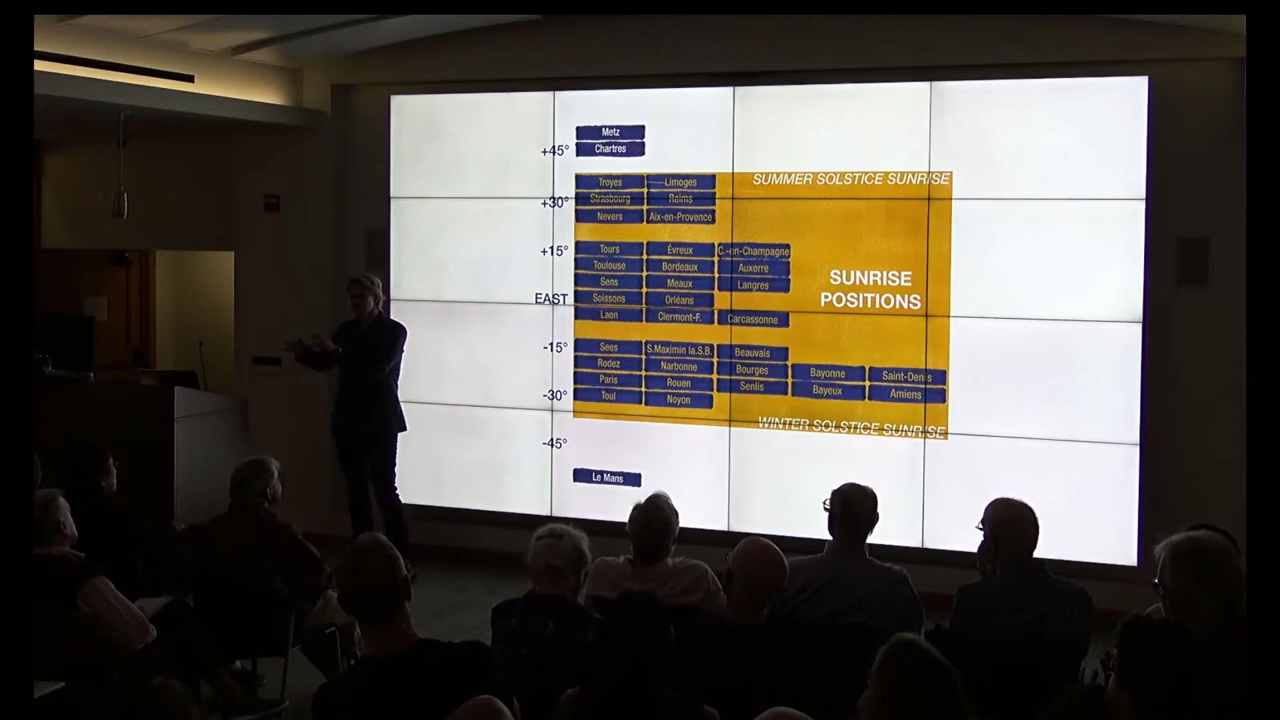 Metz
+45° Chartres
SUMMER SOLSTICE SUNRISE
Troyes Limoges
+30° Strasbourg Reims
Nevers Aix-en-Provence
+15° Tours Évreux C.-en-Champagne
Toulouse Bordeaux Auxerre
Sens Meaux Langres
EAST Soissons Orléans
Laon Clermont-F. Carcassonne
SUNRISE
POSITIONS
-15° Sees S.Maximin la.S.B. Beauvais
Rodez Narbonne Bourges Bayonne Saint-Denis
Paris Rouen Senlis Bayeux Amiens
-30° Toul Noyon
WINTER SOLSTICE SUNRISE
-45°
Le Mans